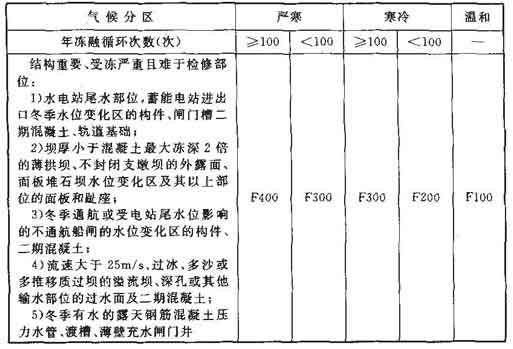 气候分区 严寒 寒冷 温和
年冻融循环次数(次) ≥100 <100 ≥100 <100 —
结构重要、受冻严重且难于检修部
位:
1)水电站尾水部位,蓄能电站进出
口冬季水位变化区的构件、闸门槽二
期混凝土、轨道基础;
2)坝厚小于混凝土最大冻深2倍
的薄拱坝、不封闭支墩坝的外露面、
面板堆石坝水位变化区及其以上部
位的面板和趾座;
3)冬季通航或受电站尾水位影响
的不通航船闸的水位变化区的构件、
二期混凝土;
4)流速大于25m/s、过冰、多沙或
多推移质过坝的溢流坝、深孔或其他
输水部位的过水面及二期混凝土;
5)冬季有水的露天钢筋混凝土压
力水管、渡槽、薄壁充水闸门井
F400 F300 F300 F200 F100